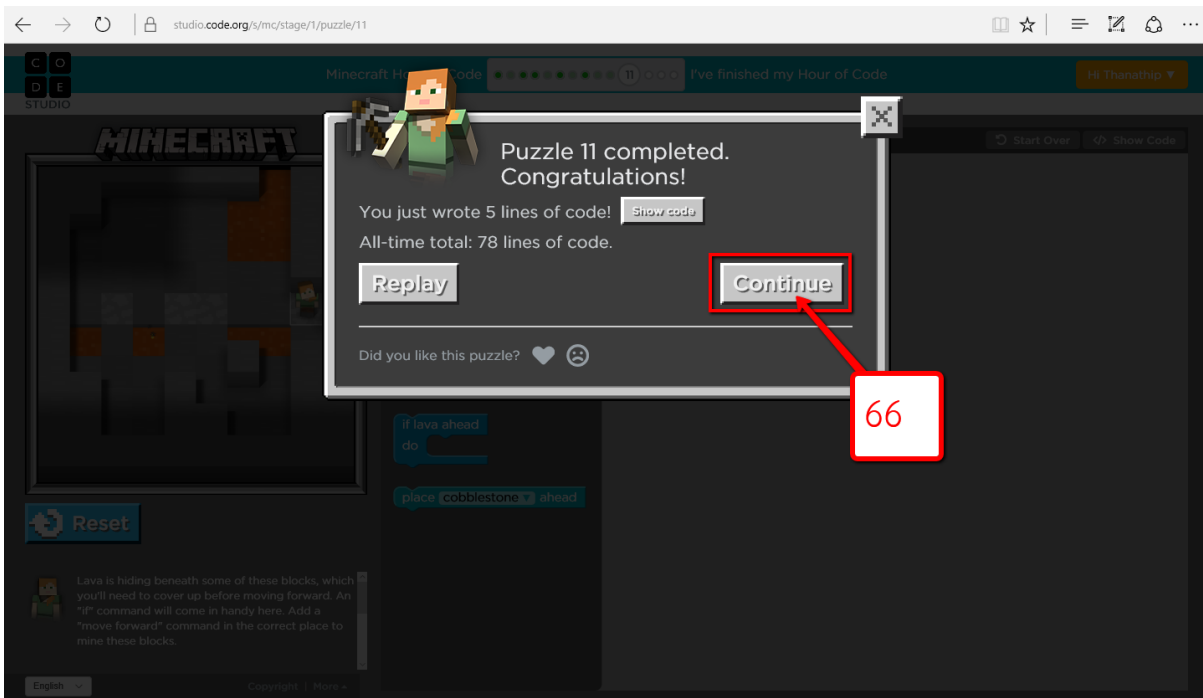 studio.code.org/s/mc/stage/1/puzzle/11
CODE
STUDIO
Minecraft Ho Code 11 I've finished my Hour of Code
Hi Thanathip
MINECRAFT
Start Over
Show Code
Puzzle 11 completed.
Congratulations!
You just wrote 5 lines of code! Show code
All-time total: 78 lines of code.
Replay
Continue
Did you like this puzzle?
66
if lava ahead
do
place cobblestone ahead
Reset
Lava is hiding beneath some of these blocks, which
you'll need to cover up before moving forward. An
"if" command will come in handy here. Add a
"move forward" command in the correct place to
mine these blocks.
English
Copyright | More